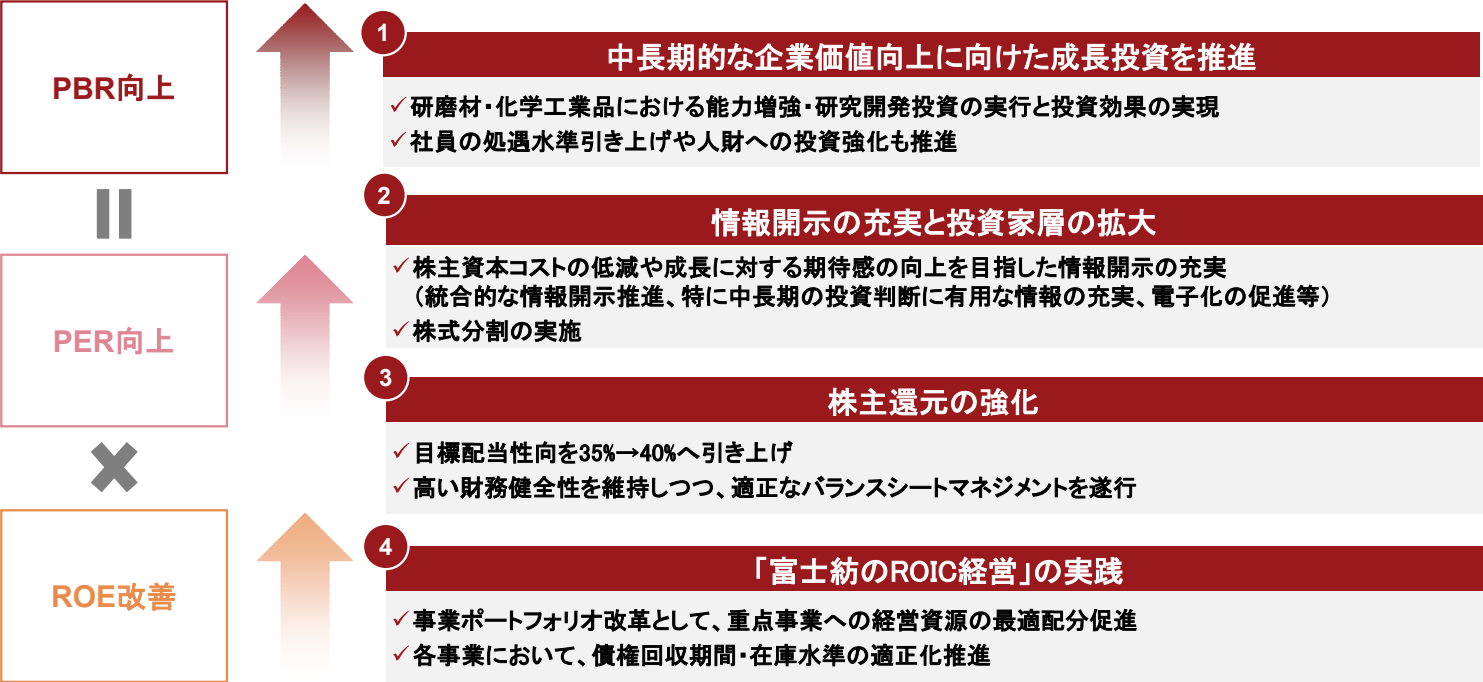 PBR向上
PER向上
ROE改善
1
中長期的な企業価値向上に向けた成長投資を推進
✓研磨材・化学工業品における能力増強・研究開発投資の実行と投資効果の実現
✓社員の処遇水準引き上げや人財への投資強化も推進
2
情報開示の充実と投資家層の拡大
✓株主資本コストの低減や成長に対する期待感の向上を目指した情報開示の充実
（統合的な情報開示推進、特に中長期の投資判断に有用な情報の充実、電子化の促進等）
✓株式分割の実施
3
株主還元の強化
✓目標配当性向を35%→40%へ引き上げ
✓高い財務健全性を維持しつつ、適正なバランスシートマネジメントを遂行
4
「富士紡のROIC経営」の実践
✓事業ポートフォリオ改革として、重点事業への経営資源の最適配分促進
✓各事業において、債権回収期間・在庫水準の適正化推進